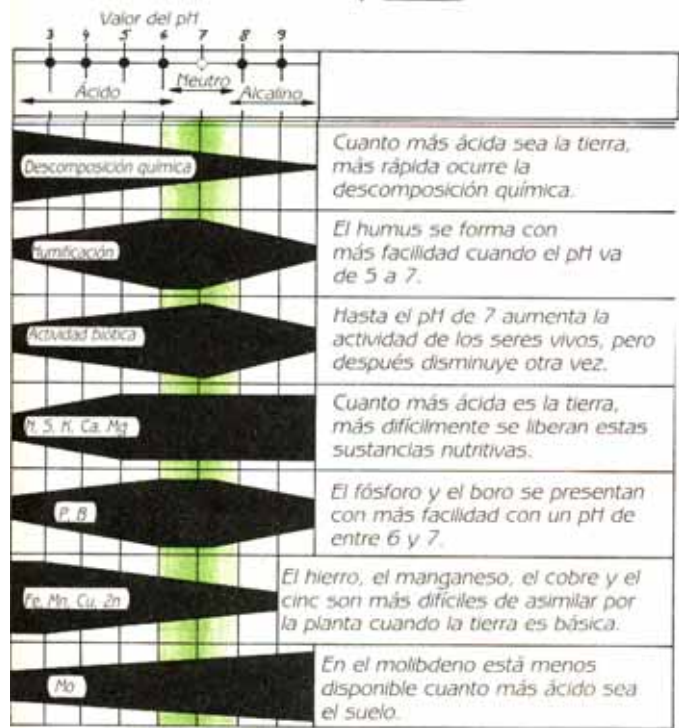 Valor del pH
3 4 5 6 7 8 9
Ácido
Neutro
Alcalino
Descomposición química
Cuanto más ácida sea la tierra,
más rápida ocurre la
descomposición química.
Humificación
El humus se forma con
más facilidad cuando el pH va
de 5 a 7.
Actividad biótica
Hasta el pH de 7 aumenta la
actividad de los seres vivos, pero
después disminuye otra vez.
N, S, K, Ca, Mg
Cuanto más ácida es la tierra,
más difícilmente se liberan estas
sustancias nutritivas.
P, B
El fósforo y el boro se presentan
con más facilidad con un pH de
entre 6 y 7.
Fe, Mn, Cu, Zn
El hierro, el manganeso, el cobre y el
cinc son más difíciles de asimilar por
la planta cuando la tierra es básica.
Mo
En el molibdeno está menos
disponible cuanto más ácido sea
el suelo.